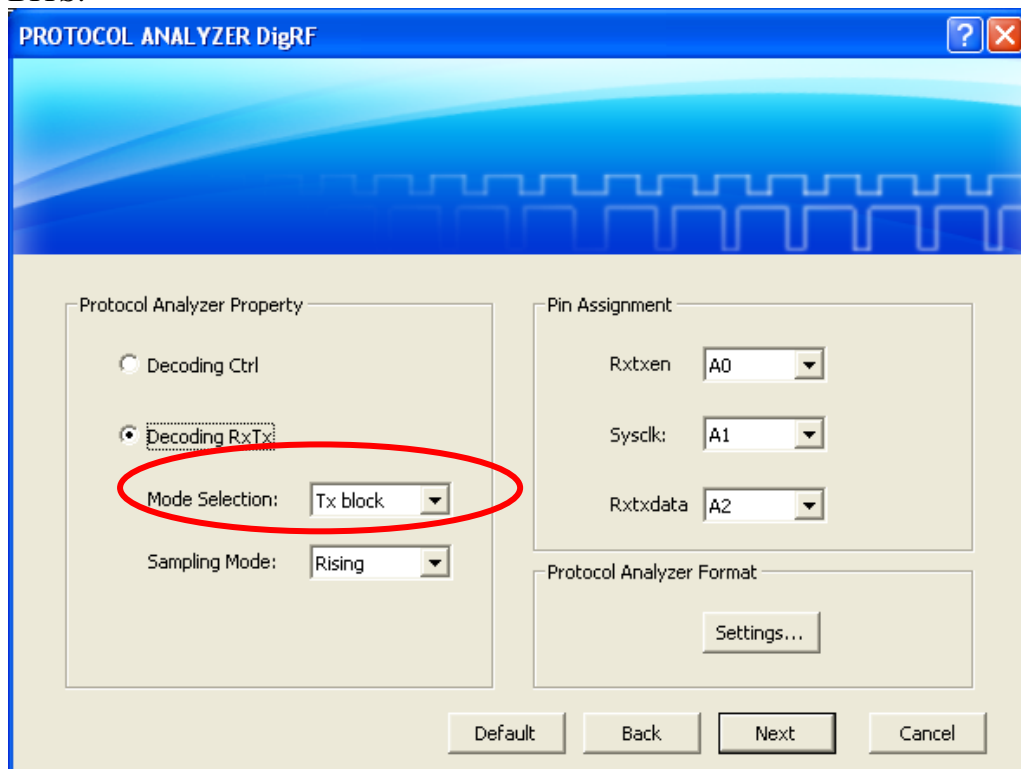 PROTOCOL ANALYZER DigRF
Protocol Analyzer Property
Decoding Ctrl
Decoding RxTx
Mode Selection: Tx block
Sampling Mode: Rising
Pin Assignment
Rxtxen A0
Sysclk: A1
Rxtxdata A2
Protocol Analyzer Format
Settings...
Default Back Next Cancel